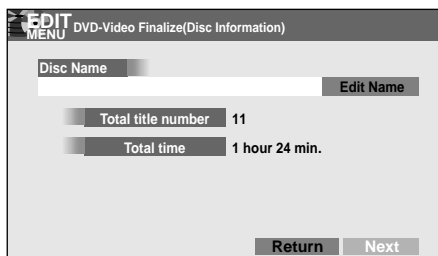 EDIT MENU DVD-Video Finalize(Disc Information)
Disc Name
Edit Name
Total title number 11
Total time 1 hour 24 min.
Return Next